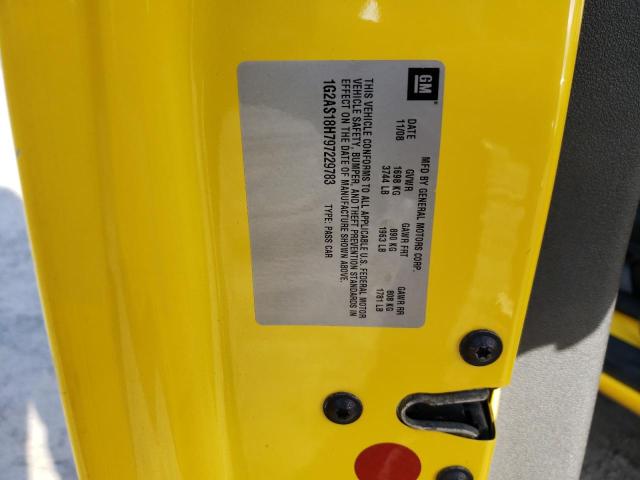 GM
MFD BY GENERAL MOTORS CORP.
DATE GVWR GAWR FRT GAWR RR
11/08 1698 KG 890 KG 808 KG
3744 LB 1963 LB 1781 LB
THIS VEHICLE CONFORMS TO ALL APPLICABLE U.S. FEDERAL MOTOR
VEHICLE SAFETY, BUMPER, AND THEFT PREVENTION STANDARDS IN
EFFECT ON THE DATE OF MANUFACTURE SHOWN ABOVE.
1G2AS18H797229783 TYPE: PASS CAR